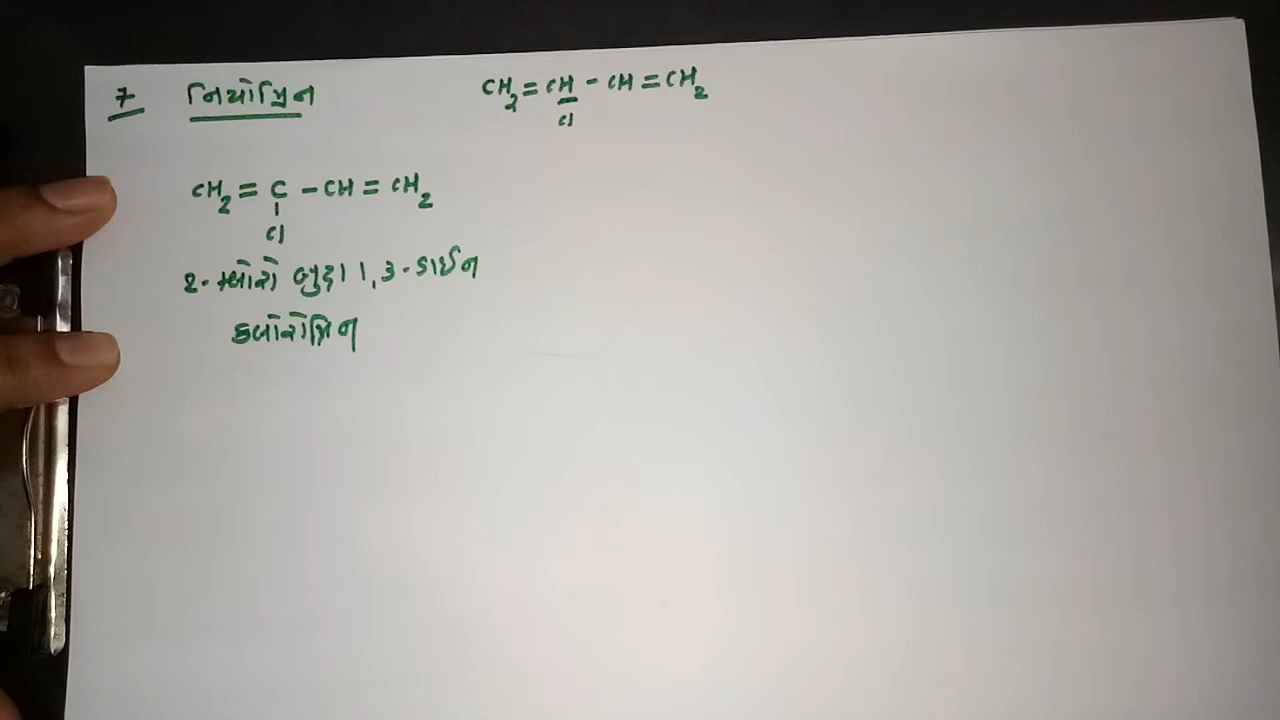 7 નિયોપ્રિન CH2=CH-CH=CH2
Cl
CH2=C-CH=CH2
Cl
2-ક્લોરો બ્યુટા 1,3-ડાઈન
ક્લોરોપ્રિન